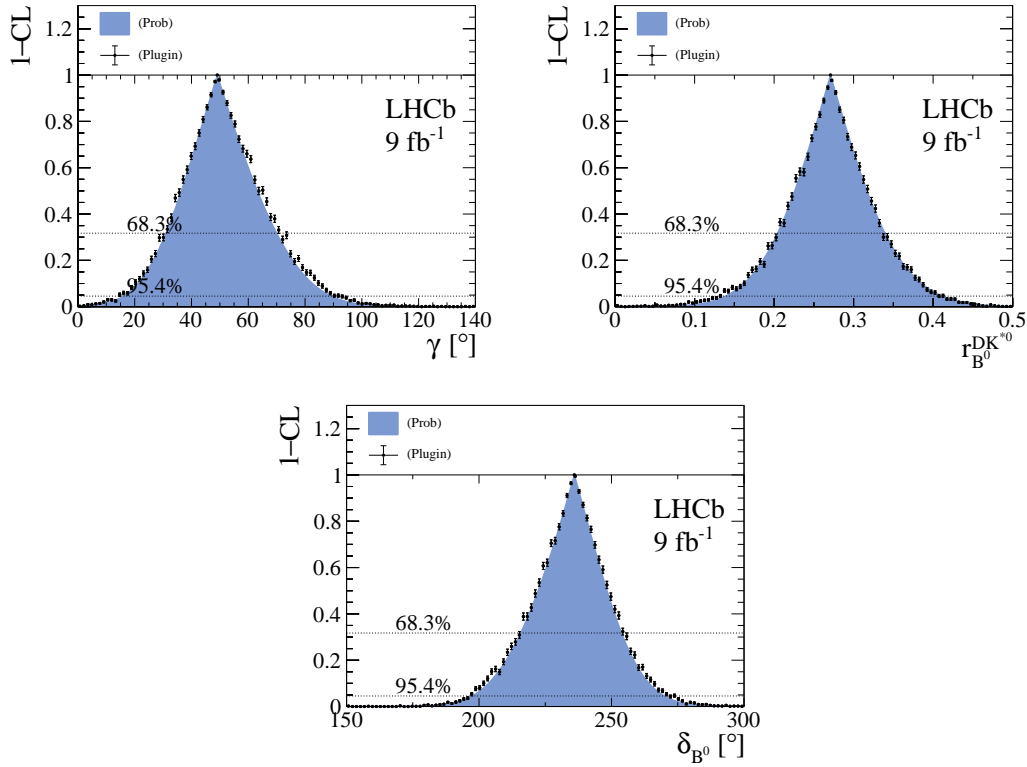 1−CL
(Prob)
(Plugin)
LHCb
9 fb⁻¹
68.3%
95.4%
1.2
1
0.8
0.6
0.4
0.2
0
0 20 40 60 80 100 120 140
γ [°]
1−CL
(Prob)
(Plugin)
LHCb
9 fb⁻¹
68.3%
95.4%
1.2
1
0.8
0.6
0.4
0.2
0
0 0.1 0.2 0.3 0.4 0.5
r_{B⁰}^{DK*⁰}
1−CL
(Prob)
(Plugin)
LHCb
9 fb⁻¹
68.3%
95.4%
1.2
1
0.8
0.6
0.4
0.2
0
150 200 250 300
δ_{B⁰} [°]